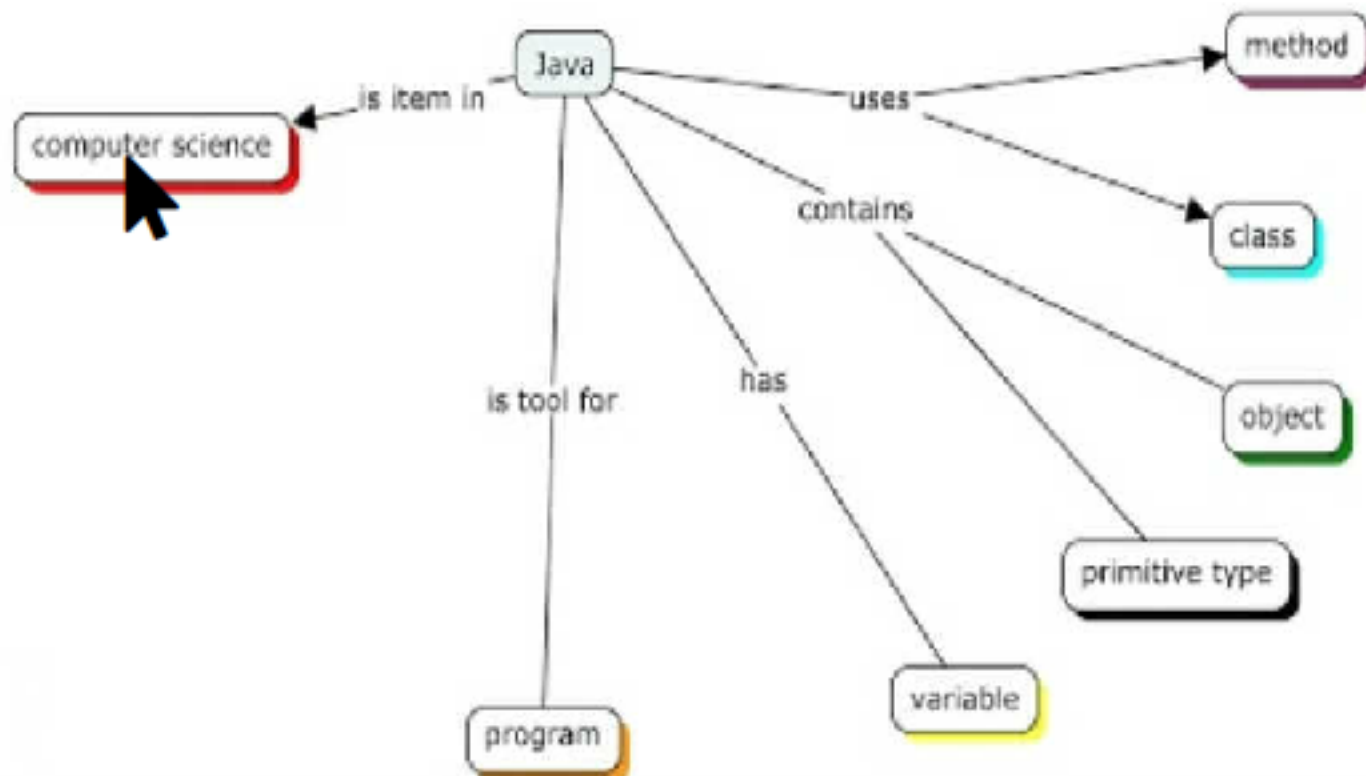 Java
method
is item in
uses
computer science
contains
class
has
is tool for
object
primitive type
variable
program